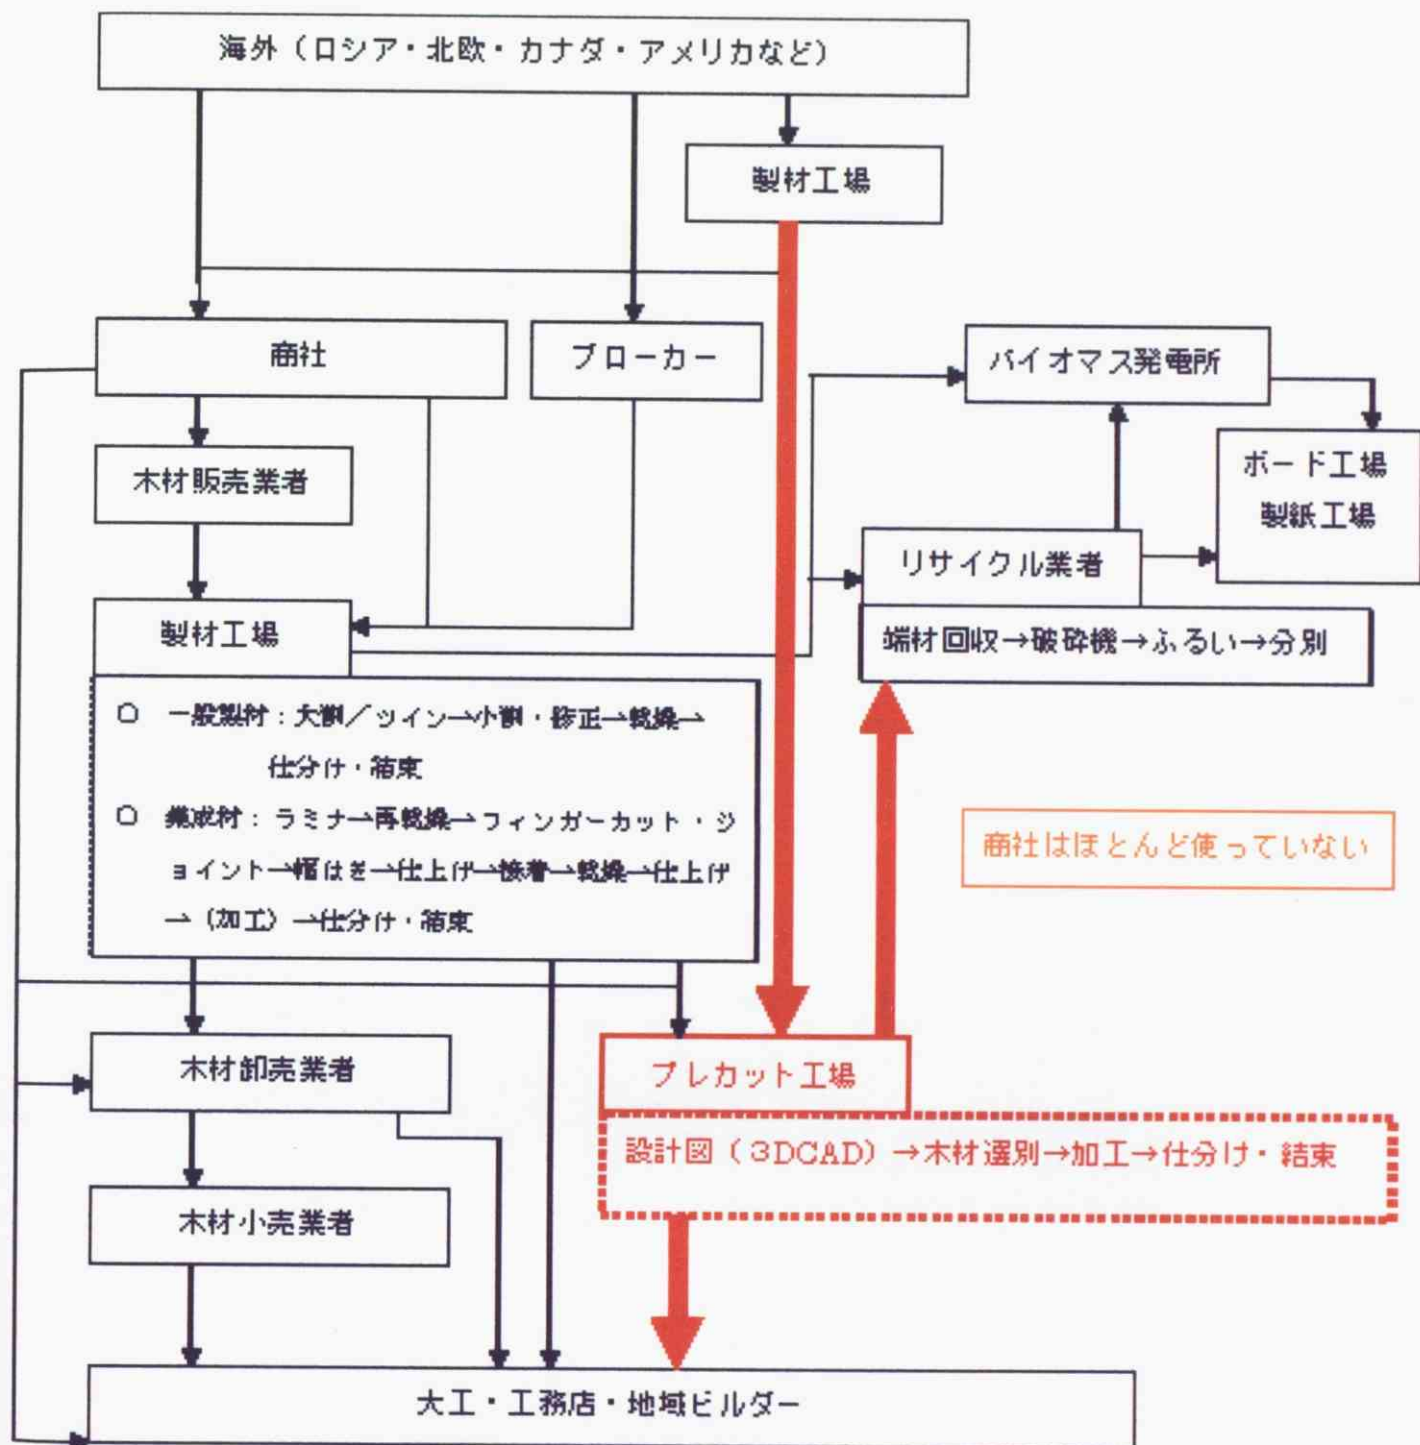 海外（ロシア・北欧・カナダ・アメリカなど）
製材工場
商社
ブローカー
バイオマス発電所
木材販売業者
ボード工場
製紙工場
リサイクル業者
製材工場
端材回収→破砕機→ふるい→分別
○ 一般製材：大割／ツイン→小割・修正→乾燥→
仕分け・結束
○ 集成材：ラミナ→再乾燥→フィンガーカット・ジ
ョイント→幅はぎ→仕上げ→接着→乾燥→仕上げ
→（加工）→仕分け・結束
商社はほとんど使っていない
木材卸売業者
プレカット工場
設計図（3DCAD）→木材選別→加工→仕分け・結束
木材小売業者
大工・工務店・地域ビルダー